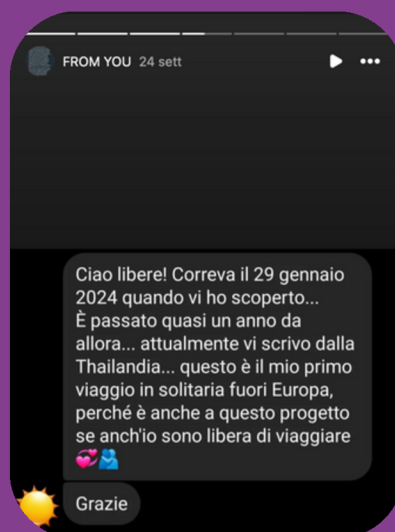 FROM YOU 24 sett
Ciao libere! Correva il 29 gennaio
2024 quando vi ho scoperto...
È passato quasi un anno da
allora... attualmente vi scrivo dalla
Thailandia... questo è il mio primo
viaggio in solitaria fuori Europa,
perché è anche a questo progetto
se anch'io sono libera di viaggiare
💞🫂
Grazie